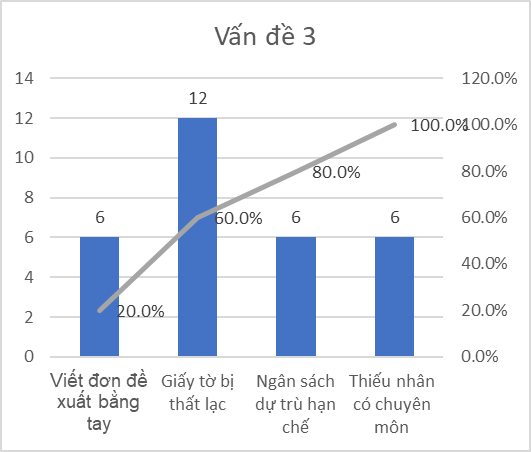 Vấn đề 3
14
12
10
8
6
4
2
0
120.0%
100.0%
80.0%
60.0%
40.0%
20.0%
0.0%
6
12
6
6
20.0%
60.0%
80.0%
100.0%
Viết đơn đề
xuất bằng
tay
Giấy tờ bị
thất lạc
Ngân sách
dự trù hạn
chế
Thiếu nhân
có chuyên
môn